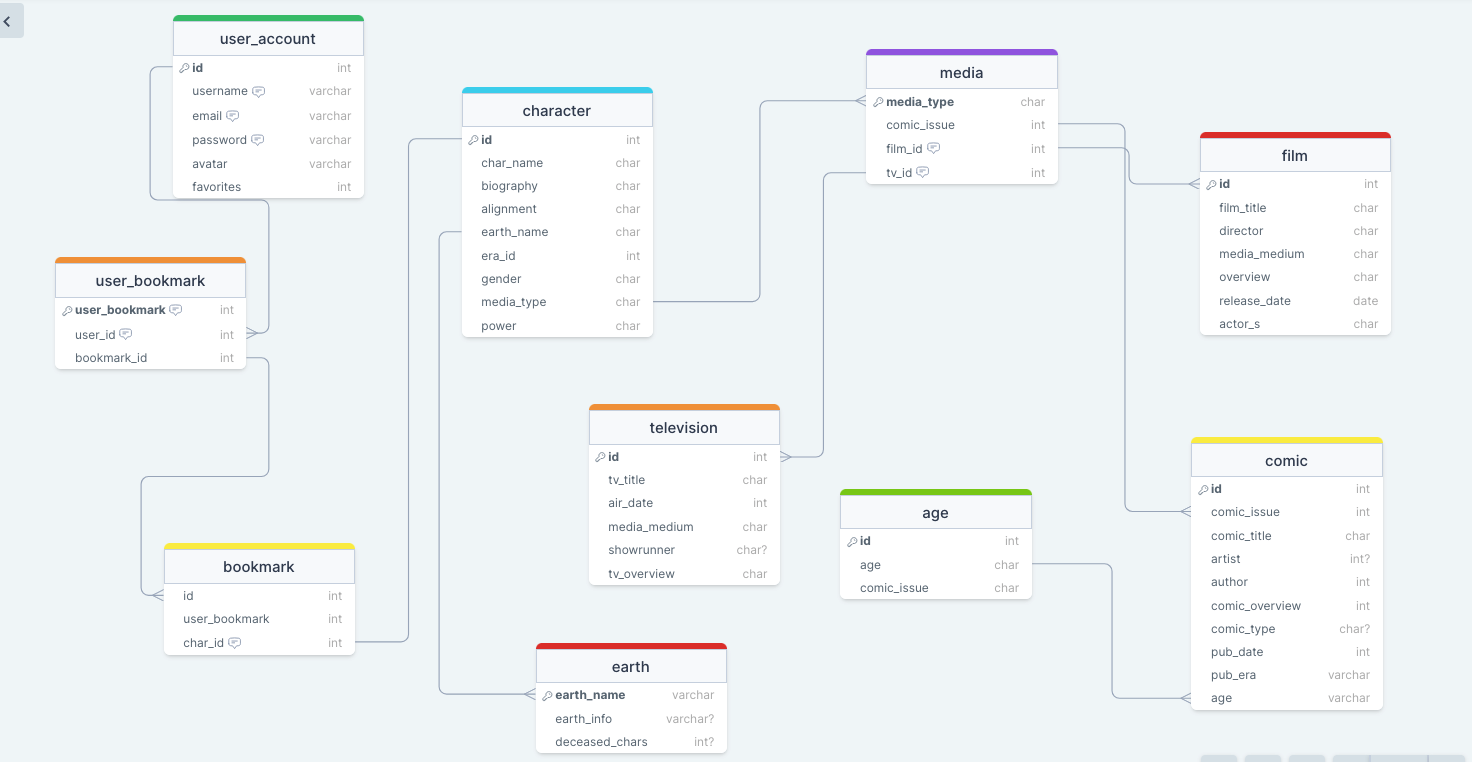 user_account
id int
username varchar
email varchar
password varchar
avatar varchar
favorites int
character
id int
char_name char
biography char
alignment char
earth_name char
era_id int
gender char
media_type char
power char
media
media_type char
comic_issue int
film_id int
tv_id int
film
id int
film_title char
director char
media_medium char
overview char
release_date date
actor_s char
user_bookmark
user_bookmark int
user_id int
bookmark_id int
television
id int
tv_title char
air_date int
media_medium char
showrunner char?
tv_overview char
age
id int
age char
comic_issue char
comic
id int
comic_issue int
comic_title char
artist int?
author int
comic_overview int
comic_type char?
pub_date int
pub_era varchar
age varchar
bookmark
id int
user_bookmark int
char_id int
earth
earth_name varchar
earth_info varchar?
deceased_chars int?